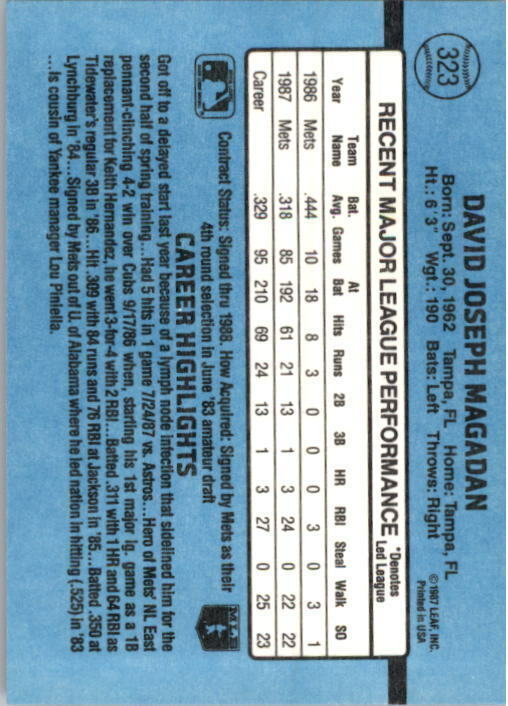 323
DAVID JOSEPH MAGADAN
Born: Sept. 30, 1962 Tampa, FL Home: Tampa, FL
Ht.: 6'3" Wgt.: 190 Bats: Left Throws: Right
©1987 LEAF, INC.
Printed in USA
RECENT MAJOR LEAGUE PERFORMANCE
*Denotes
Led League
Year Team Name Bat. Avg. Games At Bat Hits Runs 2B 3B HR RBI Steal Walk SO
1986 Mets .444 10 18 8 3 0 0 0 3 0 3 1
1987 Mets .318 85 192 61 21 13 1 3 24 0 22 22
Career .329 95 210 69 24 13 1 3 27 0 25 23
Contract Status: Signed thru 1988. How Acquired: Signed by Mets as their
4th round selection in June '83 amateur draft
MLB
CAREER HIGHLIGHTS
Got off to a delayed start last year because of a lymph node infection that sidelined him for the
second half of spring training...Had 5 hits in 1 game 7/24/87 vs. Astros...Hero of Mets' NL East
pennant-clinching 4-2 win over Cubs 9/17/86 when, starting his 1st major lg. game as a 1B
replacement for Keith Hernandez, he went 3-for-4 with 2 RBI...Batted .311 with 1 HR and 64 RBI as
Tidewater's regular 3B in '86...Hit .309 with 84 runs and 76 RBI at Jackson in '85...Batted .350 at
Lynchburg in '84...Signed by Mets out of U. of Alabama where he led nation in hitting (.525) in '83
...Is cousin of Yankee manager Lou Piniella.